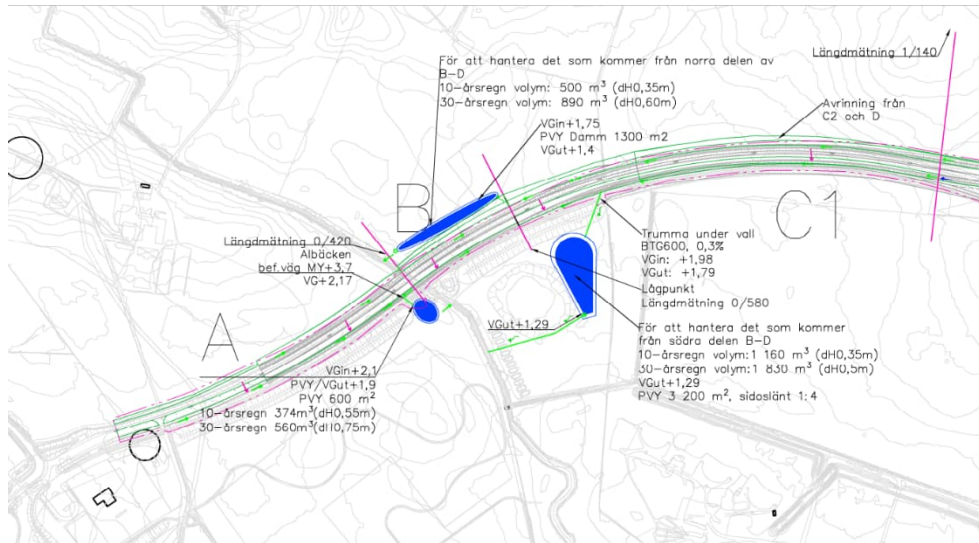 Längdmätning 1/140
För att hantera det som kommer från norra delen av
B-D
10-årsregn volym: 500 m³ (dH0,35m)
30-årsregn volym: 890 m³ (dH0,60m)
Avrinning från
C2 och D
VGin+1,75
PVY Damm 1300 m2
VGut+1,4
B
C1
Längdmätning 0/420
Albäcken
bef.väg MY+3,7
VG+2,17
Trumma under vall
BTG600, 0,3%
VGin: +1,98
VGut: +1,79
Lågpunkt
Längdmätning 0/580
VGut+1,29
A
För att hantera det som kommer
från södra delen B-D
10-årsregn volym:1 160 m³ (dH0,35m)
30-årsregn volym:1 830 m³ (dH0,5m)
VGut+1,29
PVY 3 200 m², sidoslänt 1:4
VGin+2,1
PVY/VGut+1,9
PVY 600 m²
10-årsregn 374m³(dH0,55m)
30-årsregn 560m³(dH0,75m)